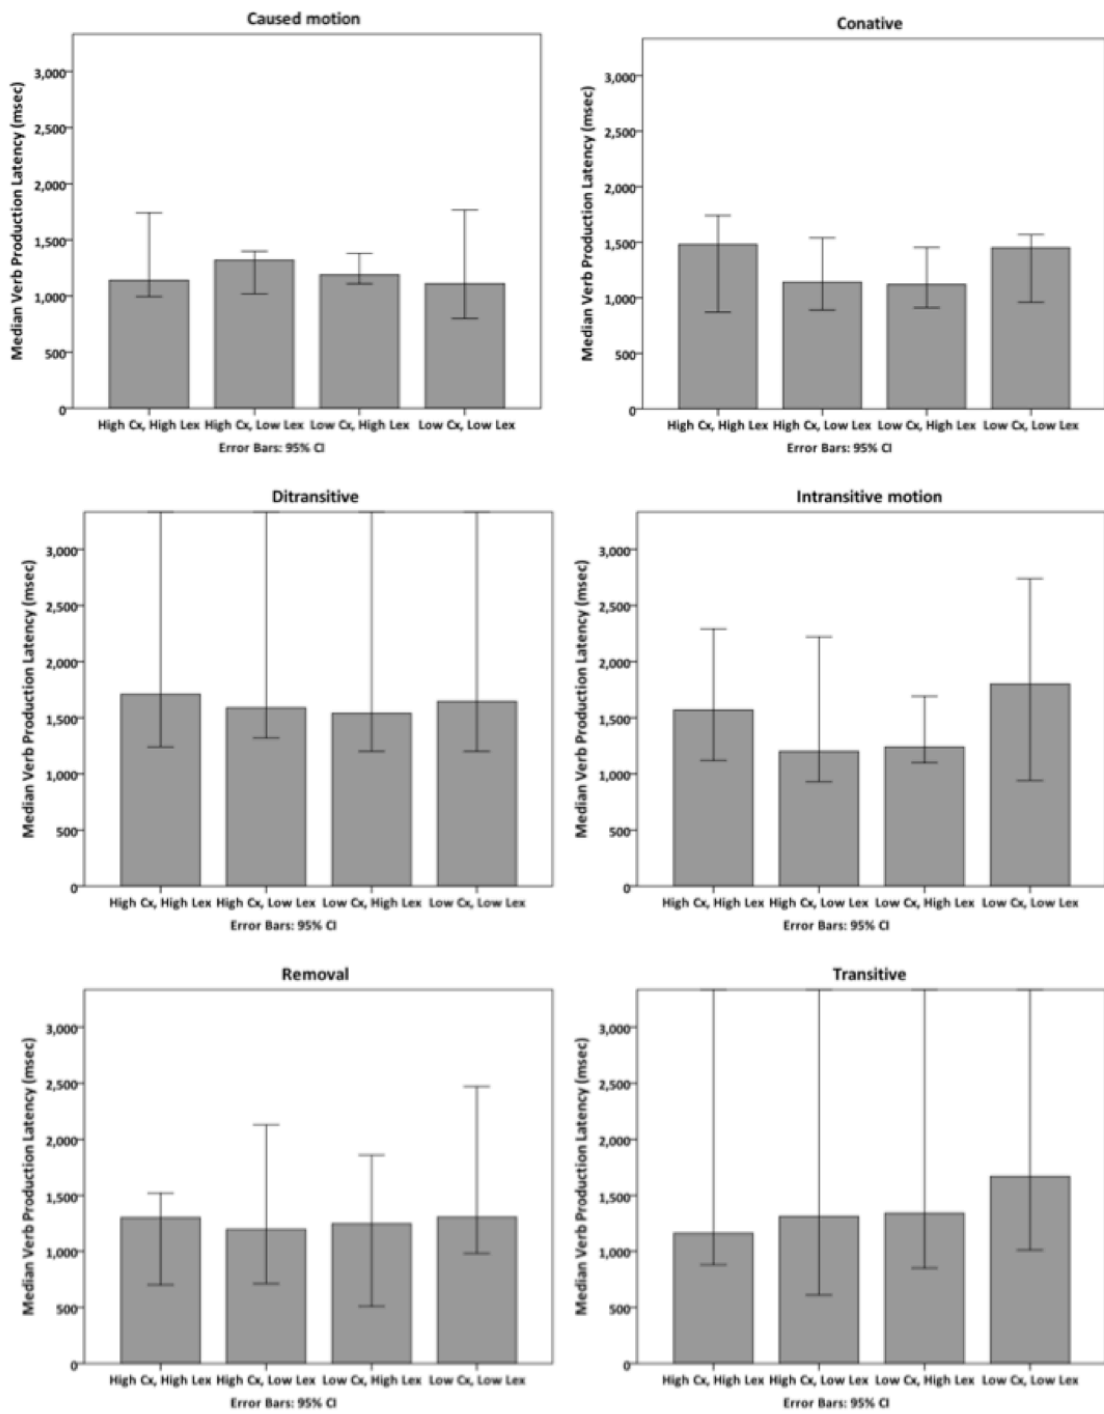 Caused motion
Median Verb Production Latency (msec)
3,000
2,500
2,000
1,500
1,000
500
0
High Cx, High Lex High Cx, Low Lex Low Cx, High Lex Low Cx, Low Lex
Error Bars: 95% CI
Conative
Median Verb Production Latency (msec)
3,000
2,500
2,000
1,500
1,000
500
0
High Cx, High Lex High Cx, Low Lex Low Cx, High Lex Low Cx, Low Lex
Error Bars: 95% CI
Ditransitive
Median Verb Production Latency (msec)
3,000
2,500
2,000
1,500
1,000
500
0
High Cx, High Lex High Cx, Low Lex Low Cx, High Lex Low Cx, Low Lex
Error Bars: 95% CI
Intransitive motion
Median Verb Production Latency (msec)
3,000
2,500
2,000
1,500
1,000
500
0
High Cx, High Lex High Cx, Low Lex Low Cx, High Lex Low Cx, Low Lex
Error Bars: 95% CI
Removal
Median Verb Production Latency (msec)
3,000
2,500
2,000
1,500
1,000
500
0
High Cx, High Lex High Cx, Low Lex Low Cx, High Lex Low Cx, Low Lex
Error Bars: 95% CI
Transitive
Median Verb Production Latency (msec)
3,000
2,500
2,000
1,500
1,000
500
0
High Cx, High Lex High Cx, Low Lex Low Cx, High Lex Low Cx, Low Lex
Error Bars: 95% CI